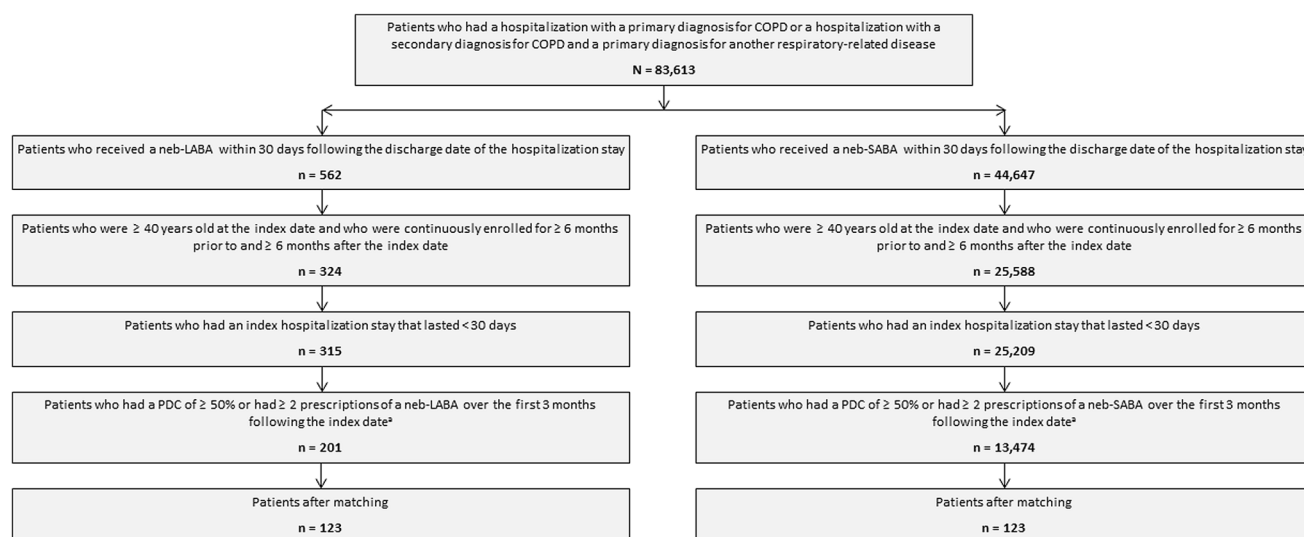 Patients who had a hospitalization with a primary diagnosis for COPD or a hospitalization with a
secondary diagnosis for COPD and a primary diagnosis for another respiratory-related disease
N = 83,613
Patients who received a neb-LABA within 30 days following the discharge date of the hospitalization stay
n = 562
Patients who were ≥ 40 years old at the index date and who were continuously enrolled for ≥ 6 months
prior to and ≥ 6 months after the index date
n = 324
Patients who had an index hospitalization stay that lasted < 30 days
n = 315
Patients who had a PDC of ≥ 50% or had ≥ 2 prescriptions of a neb-LABA over the first 3 months
following the index dateª
n = 201
Patients after matching
n = 123
Patients who received a neb-SABA within 30 days following the discharge date of the hospitalization stay
n = 44,647
Patients who were ≥ 40 years old at the index date and who were continuously enrolled for ≥ 6 months
prior to and ≥ 6 months after the index date
n = 25,588
Patients who had an index hospitalization stay that lasted < 30 days
n = 25,209
Patients who had a PDC of ≥ 50% or had ≥ 2 prescriptions of a neb-SABA over the first 3 months
following the index dateª
n = 13,474
Patients after matching
n = 123